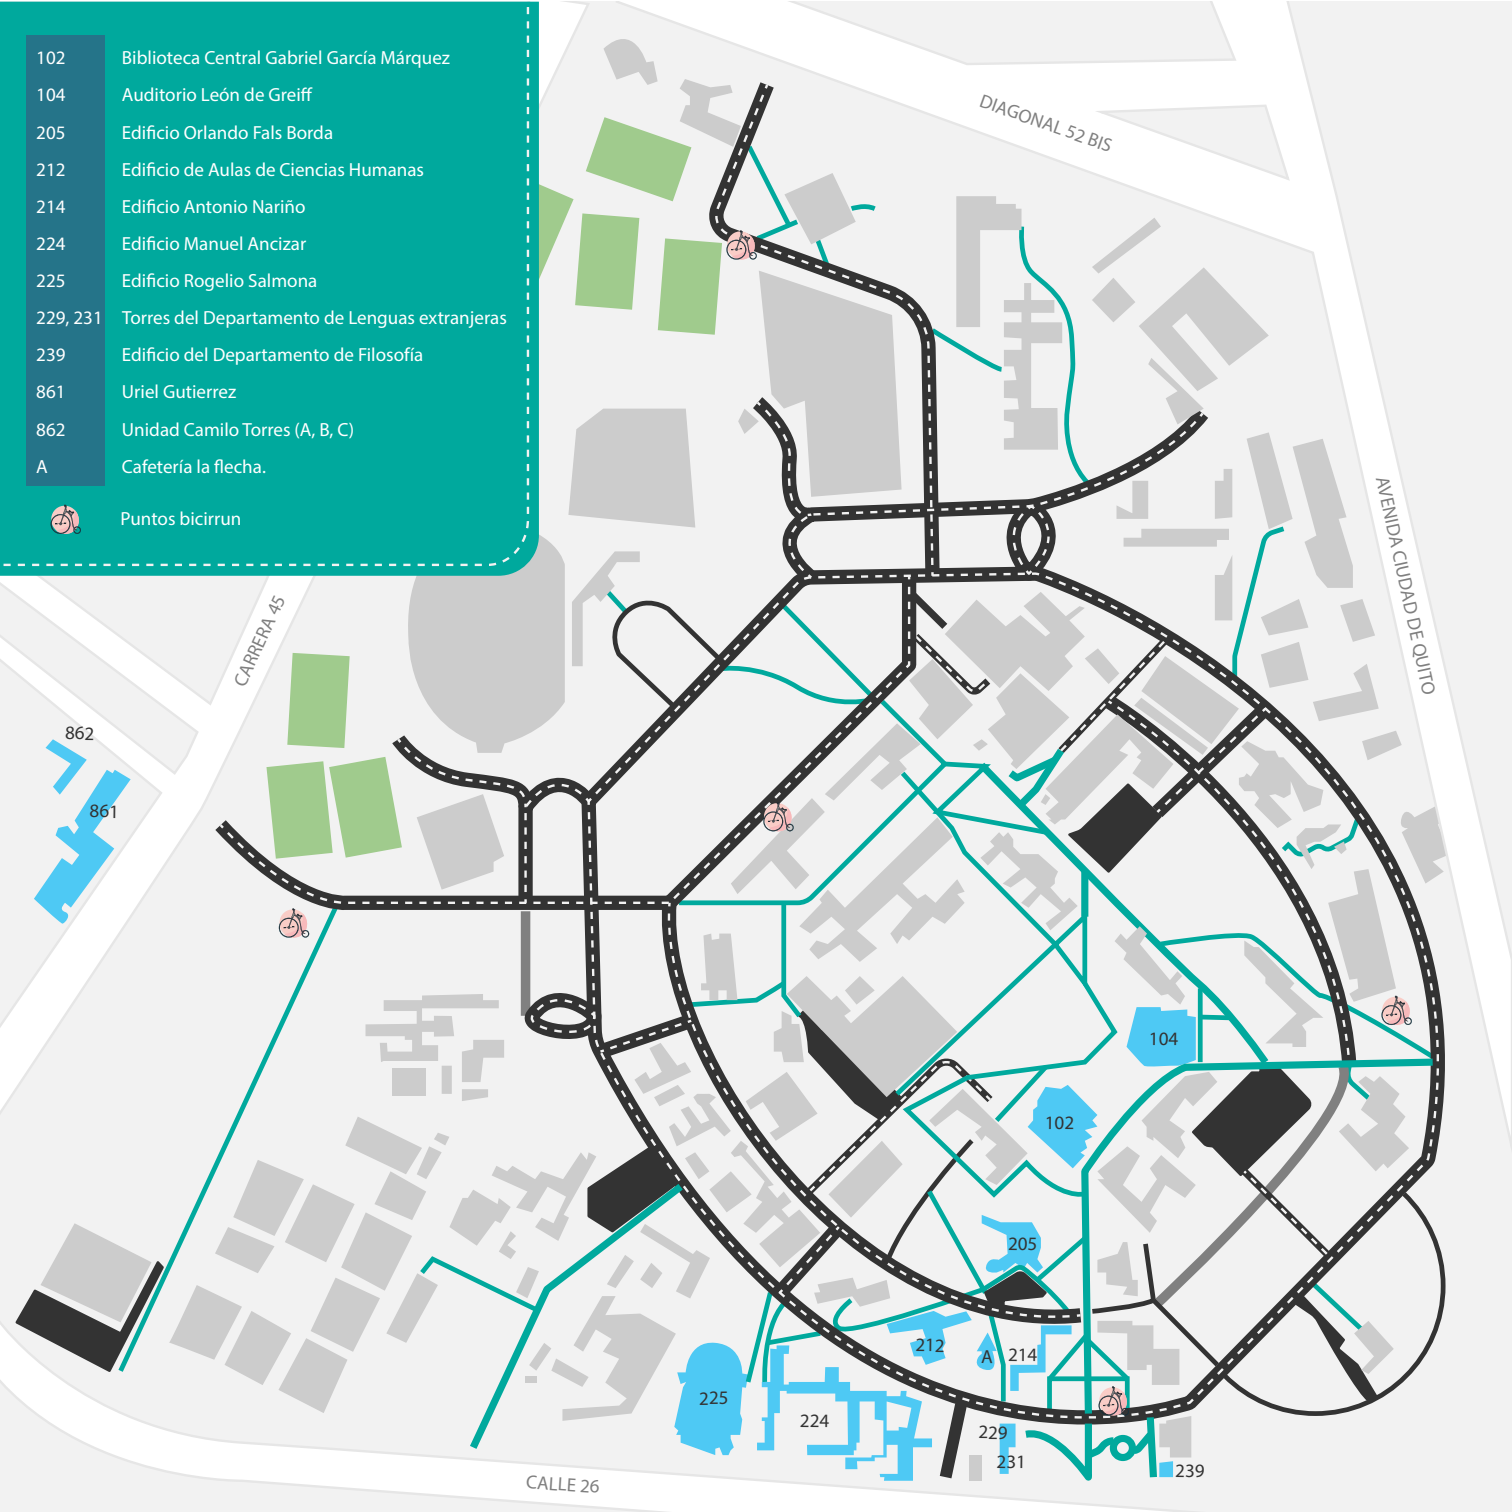 102 Biblioteca Central Gabriel García Márquez
104 Auditorio León de Greiff
205 Edificio Orlando Fals Borda
212 Edificio de Aulas de Ciencias Humanas
214 Edificio Antonio Nariño
224 Edificio Manuel Ancizar
225 Edificio Rogelio Salmona
229, 231 Torres del Departamento de Lenguas extranjeras
239 Edificio del Departamento de Filosofía
861 Uriel Gutierrez
862 Unidad Camilo Torres (A, B, C)
A Cafetería la flecha.
Puntos bicirrun
DIAGONAL 52 BIS
AVENIDA CIUDAD DE QUITO
CARRERA 45
862
861
104
102
205
212
A
214
225
224
229
231
239
CALLE 26